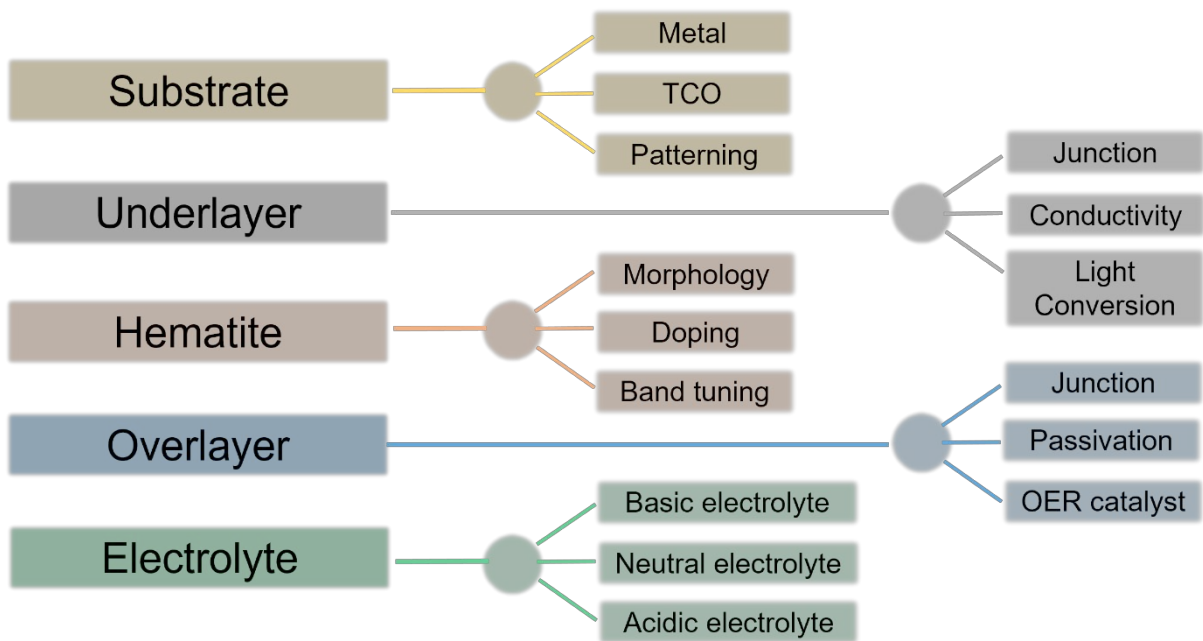 Substrate
Metal
TCO
Patterning
Underlayer
Junction
Conductivity
Light
Conversion
Hematite
Morphology
Doping
Band tuning
Overlayer
Junction
Passivation
OER catalyst
Electrolyte
Basic electrolyte
Neutral electrolyte
Acidic electrolyte